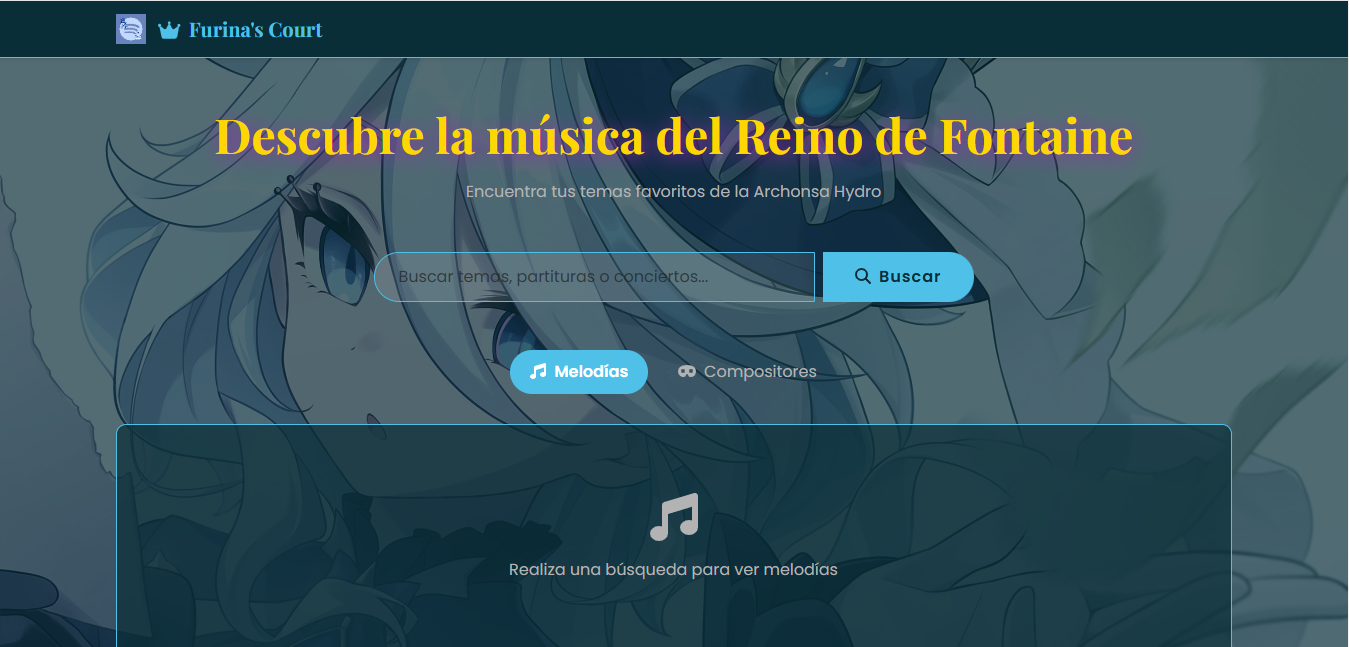 Furina's Court
Descubre la música del Reino de Fontaine
Encuentra tus temas favoritos de la Archonsa Hydro
Buscar temas, partituras o conciertos...
Buscar
Melodías
Compositores
Realiza una búsqueda para ver melodías